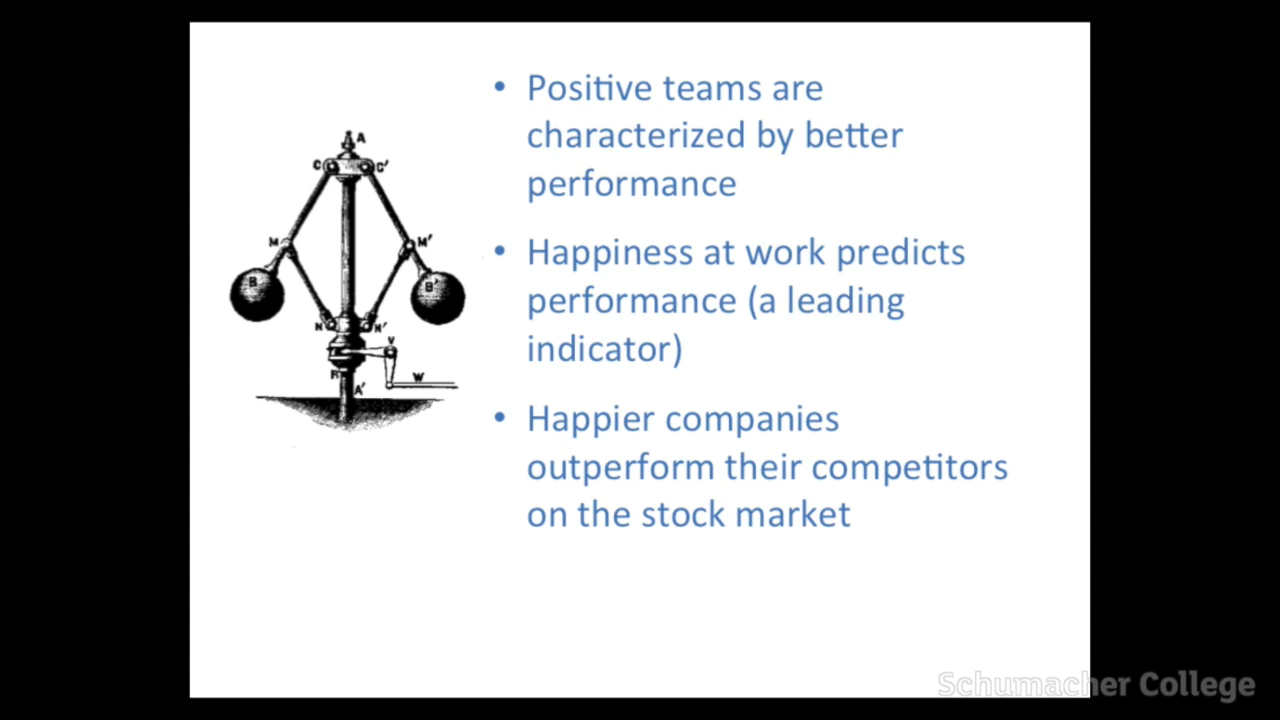 • Positive teams are
characterized by better
performance
• Happiness at work predicts
performance (a leading
indicator)
• Happier companies
outperform their competitors
on the stock market
A
C C'
M M'
B B'
N N'
V
R
W
A'
Schumacher College